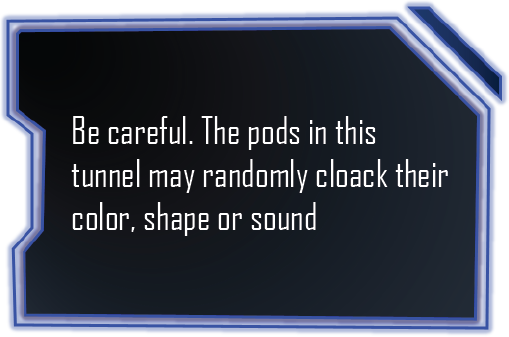 Be careful. The pods in this
tunnel may randomly cloack their
color, shape or sound